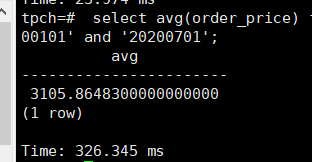 Time: 23.974 ms
tpch=# select avg(order_price)
00101' and '20200701';
avg
-----------------------
3105.8648300000000000
(1 row)
Time: 326.345 ms